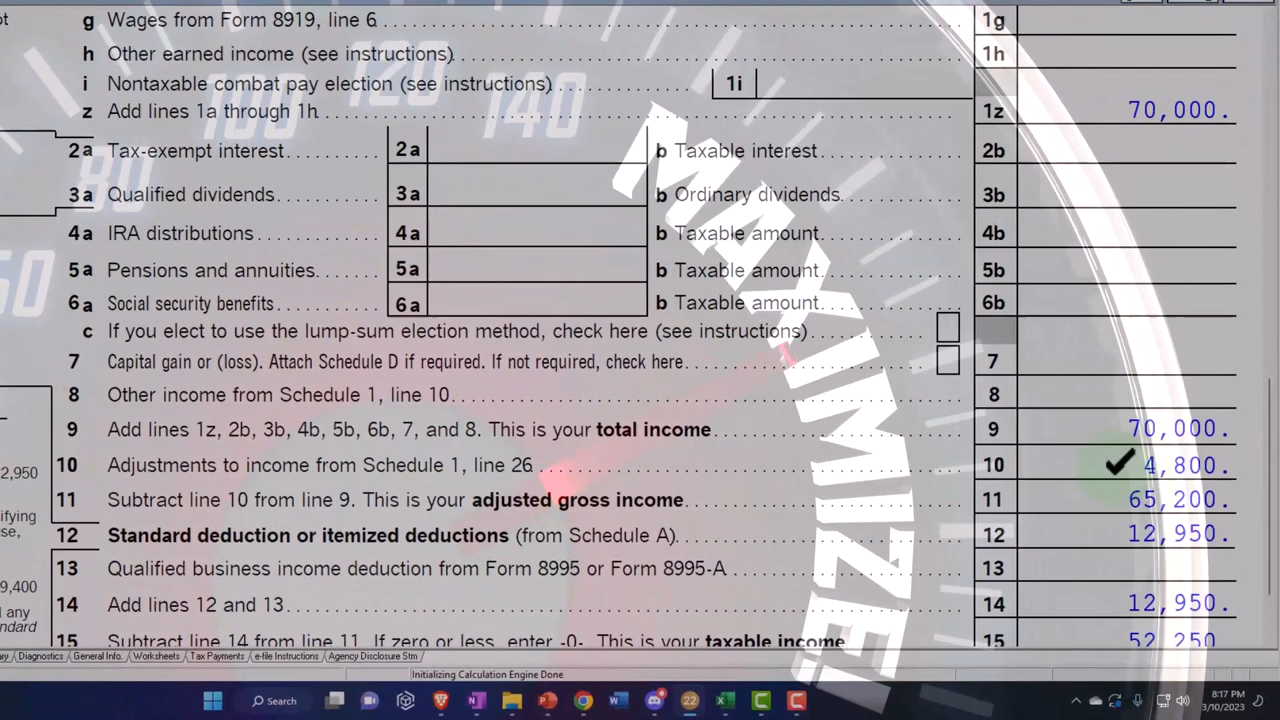 g Wages from Form 8919, line 6 1g
h Other earned income (see instructions) 1h
i Nontaxable combat pay election (see instructions) 1i
z Add lines 1a through 1h 1z 70,000.
2a Tax-exempt interest 2a b Taxable interest 2b
3a Qualified dividends 3a b Ordinary dividends 3b
4a IRA distributions 4a b Taxable amount 4b
5a Pensions and annuities 5a b Taxable amount 5b
6a Social security benefits 6a b Taxable amount 6b
c If you elect to use the lump-sum election method, check here (see instructions)
7 Capital gain or (loss). Attach Schedule D if required. If not required, check here 7
8 Other income from Schedule 1, line 10 8
9 Add lines 1z, 2b, 3b, 4b, 5b, 6b, 7, and 8. This is your total income 9 70,000.
10 Adjustments to income from Schedule 1, line 26 10 4,800.
11 Subtract line 10 from line 9. This is your adjusted gross income 11 65,200.
12 Standard deduction or itemized deductions (from Schedule A) 12 12,950.
13 Qualified business income deduction from Form 8995 or Form 8995-A 13
14 Add lines 12 and 13 14 12,950.
15 Subtract line 14 from line 11. If zero or less, enter -0-. This is your taxable income 15 52,250
2,950
9,400
any
80
100
120
140
MAXIMIZE!
Diagnostics General Info. Worksheets Tax Payments e-file Instructions Agency Disclosure Stm
Initializing Calculation Engine Done
Search
22
8:17 PM
3/10/2023